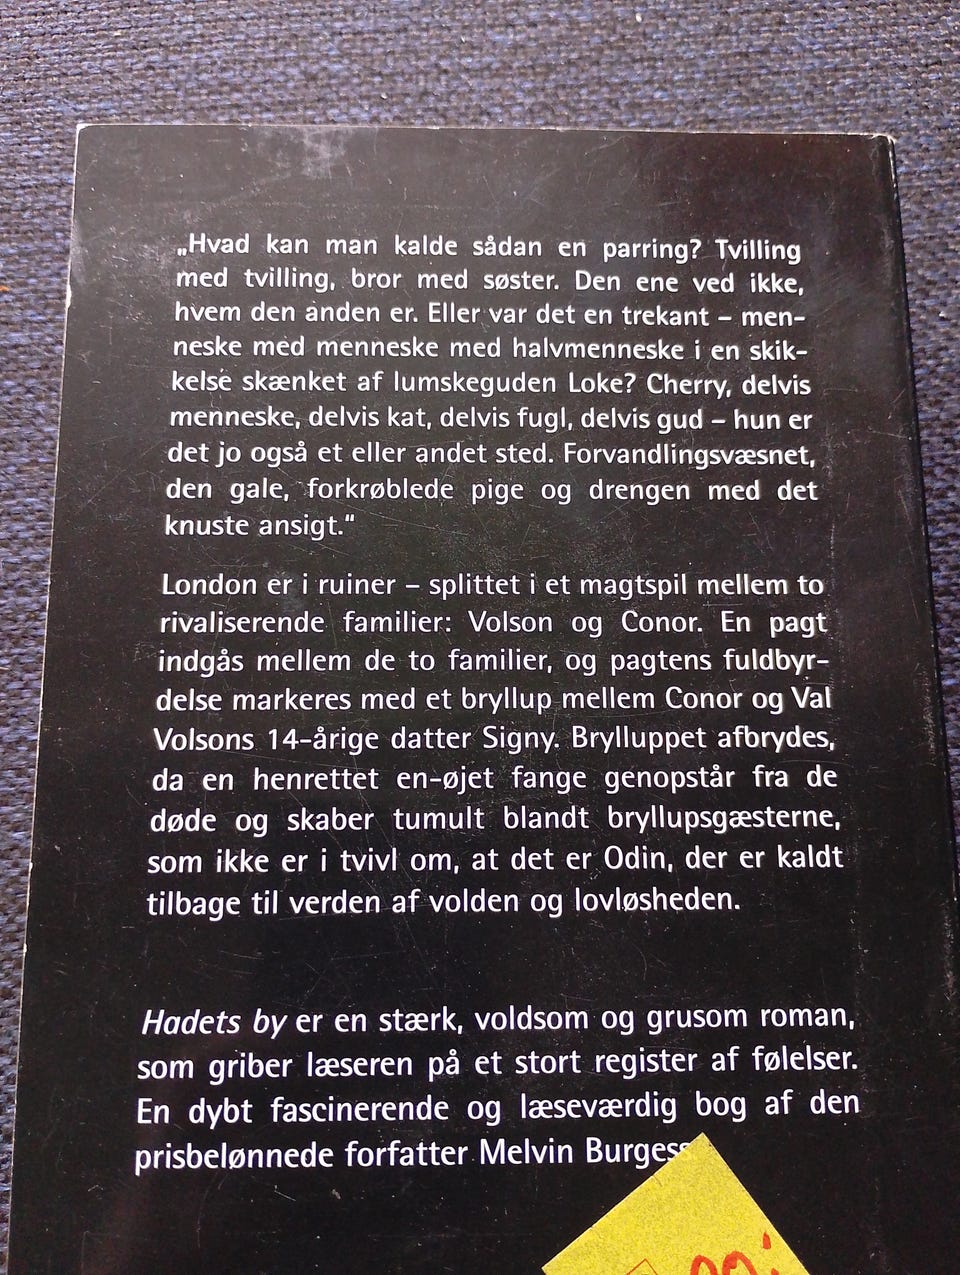 „Hvad kan man kalde sådan en parring? Tvilling
med tvilling, bror med søster. Den ene ved ikke,
hvem den anden er. Eller var det en trekant – men-
neske med menneske med halvmenneske i en skik-
kelse skænket af lumskeguden Loke? Cherry, delvis
menneske, delvis kat, delvis fugl, delvis gud – hun er
det jo også et eller andet sted. Forvandlingsvæsnet,
den gale, forkrøblede pige og drengen med det
knuste ansigt.“
London er i ruiner – splittet i et magtspil mellem to
rivaliserende familier: Volson og Conor. En pagt
indgås mellem de to familier, og pagtens fuldbyr-
delse markeres med et bryllup mellem Conor og Val
Volsons 14-årige datter Signy. Brylluppet afbrydes,
da en henrettet en-øjet fange genopstår fra de
døde og skaber tumult blandt bryllupsgæsterne,
som ikke er i tvivl om, at det er Odin, der er kaldt
tilbage til verden af volden og lovløsheden.
Hadets by er en stærk, voldsom og grusom roman,
som griber læseren på et stort register af følelser.
En dybt fascinerende og læseværdig bog af den
prisbelønnede forfatter Melvin Burgess